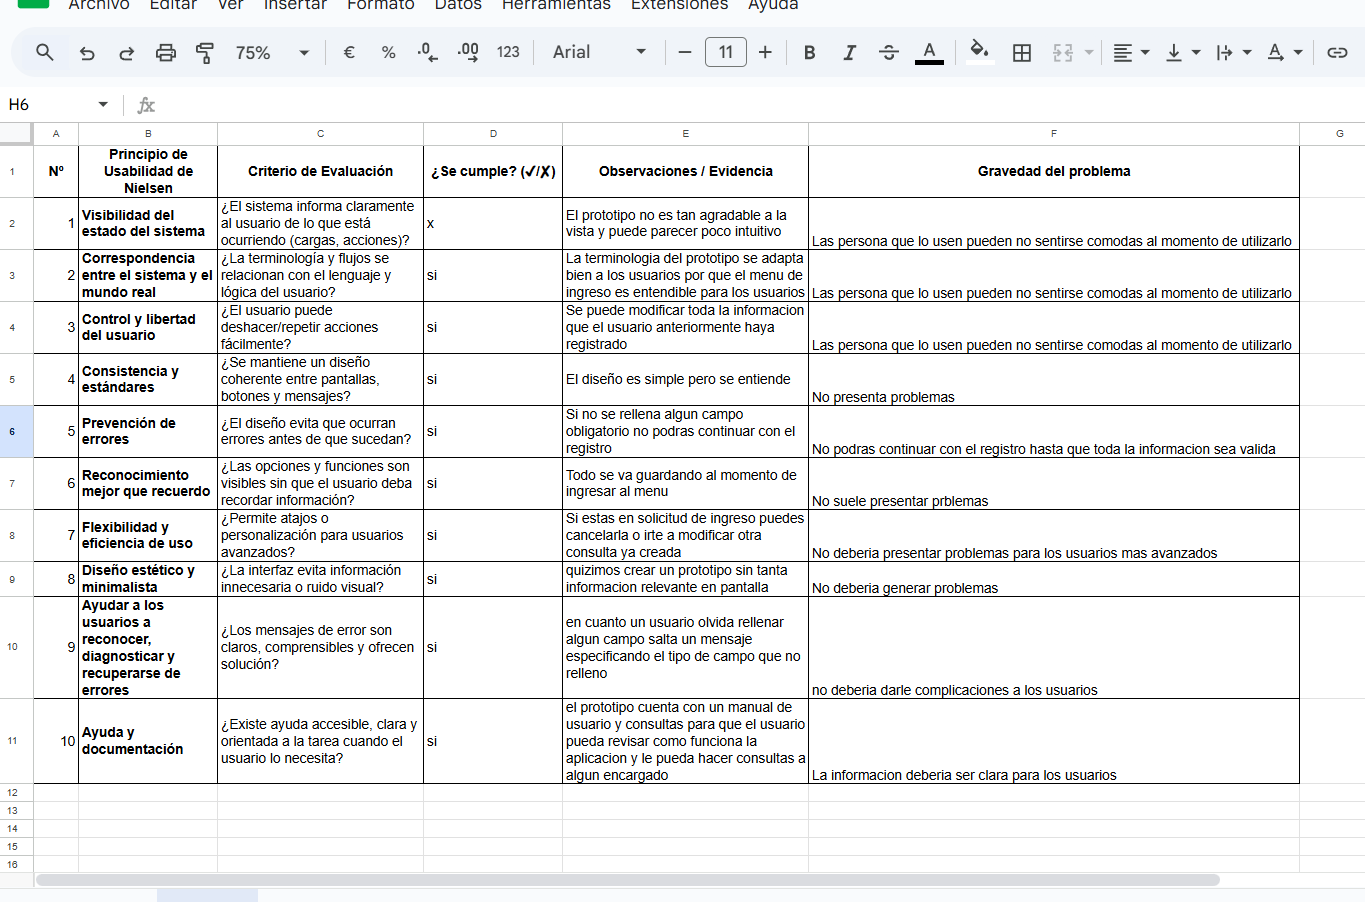 Archivo Editar Ver Insertar Formato Datos Herramientas Extensiones Ayuda
75% € % .0 .00 123 Arial 11 B I S A
H6 fx
A B C D E F G
1 Nº Principio de Usabilidad de Nielsen Criterio de Evaluación ¿Se cumple? (✓/✗) Observaciones / Evidencia Gravedad del problema
2 1 Visibilidad del estado del sistema ¿El sistema informa claramente al usuario de lo que está ocurriendo (cargas, acciones)? x El prototipo no es tan agradable a la vista y puede parecer poco intuitivo Las persona que lo usen pueden no sentirse comodas al momento de utilizarlo
3 2 Correspondencia entre el sistema y el mundo real ¿La terminología y flujos se relacionan con el lenguaje y lógica del usuario? si La terminologia del prototipo se adapta bien a los usuarios por que el menu de ingreso es entendible para los usuarios Las persona que lo usen pueden no sentirse comodas al momento de utilizarlo
4 3 Control y libertad del usuario ¿El usuario puede deshacer/repetir acciones fácilmente? si Se puede modificar toda la informacion que el usuario anteriormente haya registrado Las persona que lo usen pueden no sentirse comodas al momento de utilizarlo
5 4 Consistencia y estándares ¿Se mantiene un diseño coherente entre pantallas, botones y mensajes? si El diseño es simple pero se entiende No presenta problemas
6 5 Prevención de errores ¿El diseño evita que ocurran errores antes de que sucedan? si Si no se rellena algun campo obligatorio no podras continuar con el registro No podras continuar con el registro hasta que toda la informacion sea valida
7 6 Reconocimiento mejor que recuerdo ¿Las opciones y funciones son visibles sin que el usuario deba recordar información? si Todo se va guardando al momento de ingresar al menu No suele presentar prblemas
8 7 Flexibilidad y eficiencia de uso ¿Permite atajos o personalización para usuarios avanzados? si Si estas en solicitud de ingreso puedes cancelarla o irte a modificar otra consulta ya creada No deberia presentar problemas para los usuarios mas avanzados
9 8 Diseño estético y minimalista ¿La interfaz evita información innecesaria o ruido visual? si quizimos crear un prototipo sin tanta informacion relevante en pantalla No deberia generar problemas
10 9 Ayudar a los usuarios a reconocer, diagnosticar y recuperarse de errores ¿Los mensajes de error son claros, comprensibles y ofrecen solución? si en cuanto un usuario olvida rellenar algun campo salta un mensaje especificando el tipo de campo que no relleno no deberia darle complicaciones a los usuarios
11 10 Ayuda y documentación ¿Existe ayuda accesible, clara y orientada a la tarea cuando el usuario lo necesita? si el prototipo cuenta con un manual de usuario y consultas para que el usuario pueda revisar como funciona la aplicacion y le pueda hacer consultas a algun encargado La informacion deberia ser clara para los usuarios
12
13
14
15
16